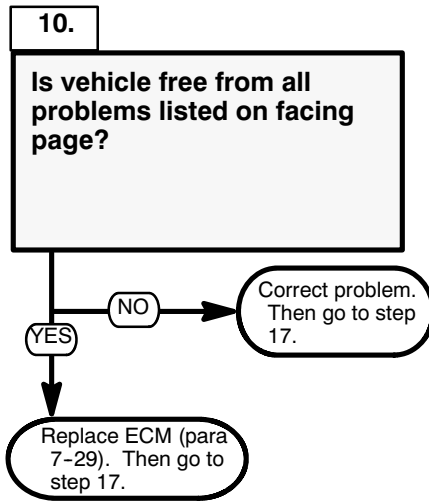 10.
Is vehicle free from all
problems listed on facing
page?
NO
Correct problem.
Then go to step
17.
YES
Replace ECM (para
7-29). Then go to
step 17.